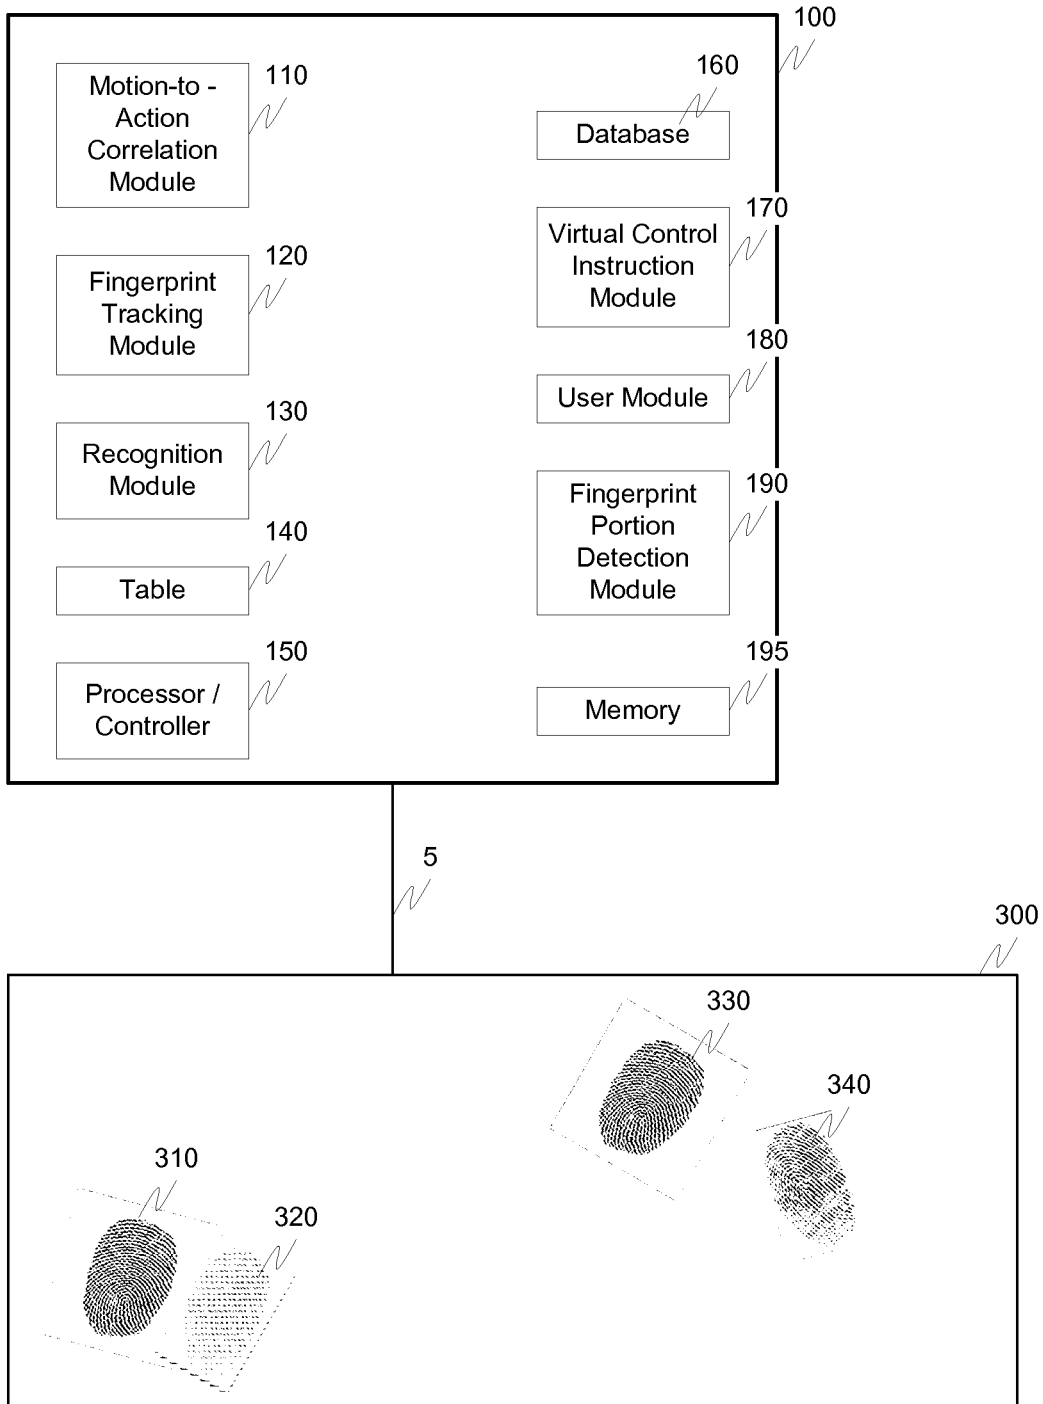 100
110
Motion-to -
Action
Correlation
Module
160
Database
120
Fingerprint
Tracking
Module
170
Virtual Control
Instruction
Module
180
User Module
130
Recognition
Module
190
Fingerprint
Portion
Detection
Module
140
Table
150
Processor /
Controller
195
Memory
5
300
330
340
310
320